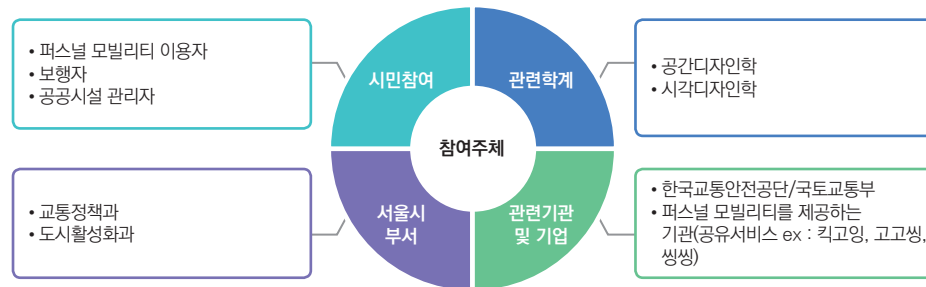 • 퍼스널 모빌리티 이용자
• 보행자
• 공공시설 관리자
시민참여
관련학계
• 공간디자인학
• 시각디자인학
참여주체
• 교통정책과
• 도시활성화과
서울시
부서
관련기관
및 기업
• 한국교통안전공단/국토교통부
• 퍼스널 모빌리티를 제공하는
기관(공유서비스 ex : 킥고잉, 고고씽,
씽씽)